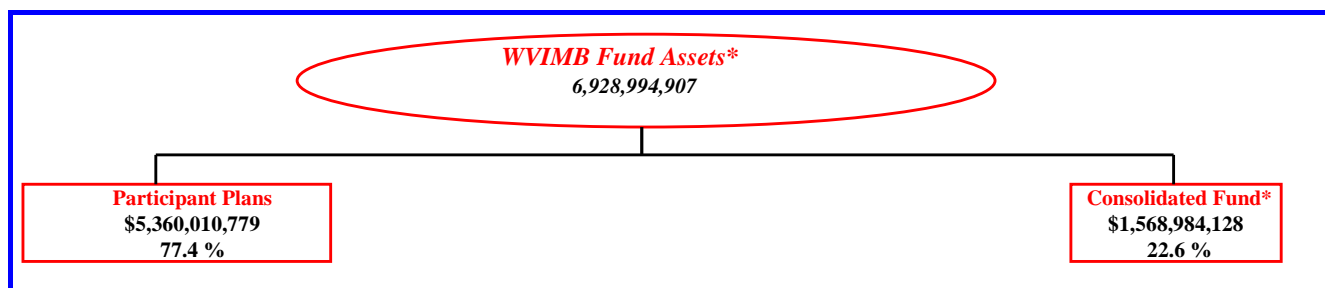 WVIMB Fund Assets*
6,928,994,907
Participant Plans
$5,360,010,779
77.4 %
Consolidated Fund*
$1,568,984,128
22.6 %